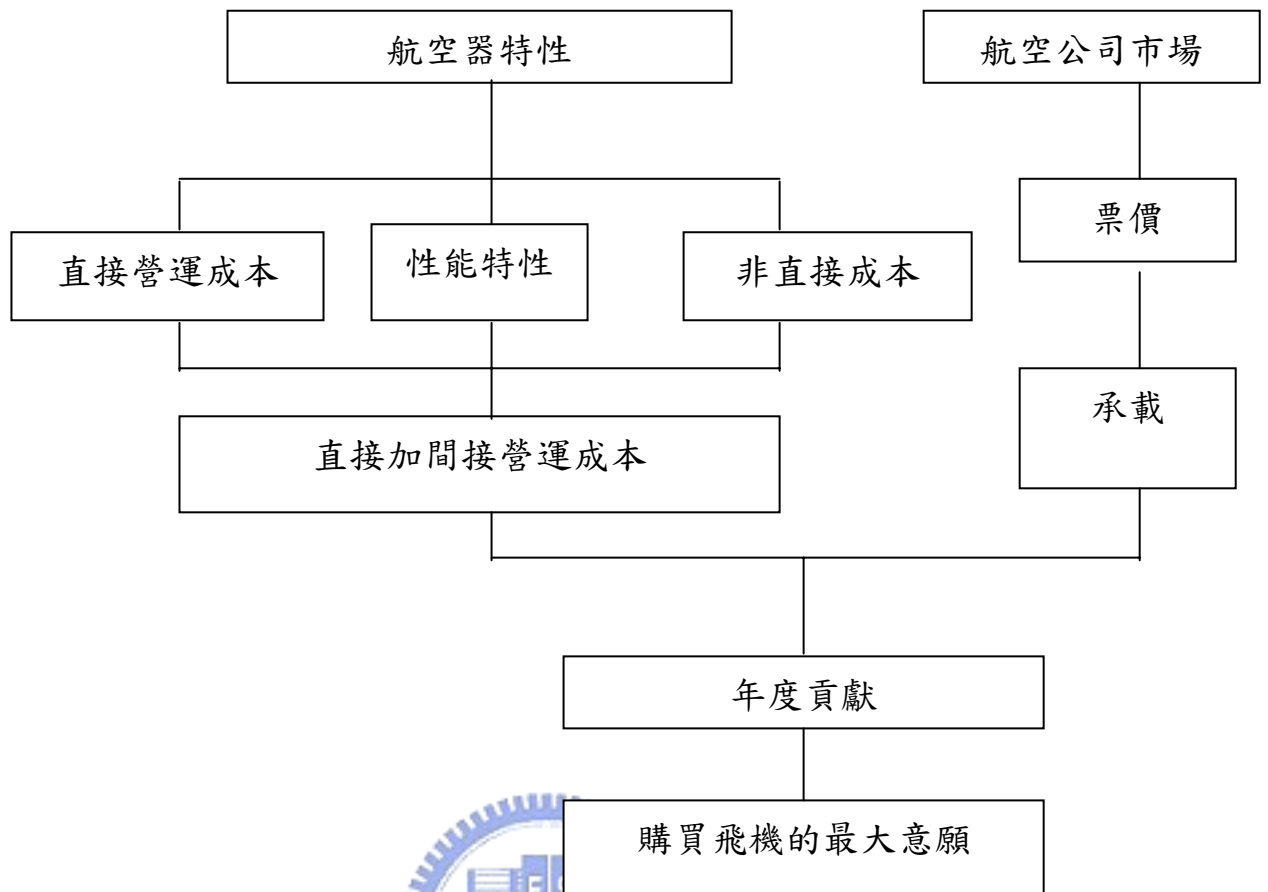 航空器特性
航空公司市場
票價
直接營運成本
性能特性
非直接成本
承載
直接加間接營運成本
年度貢獻
購買飛機的最大意願